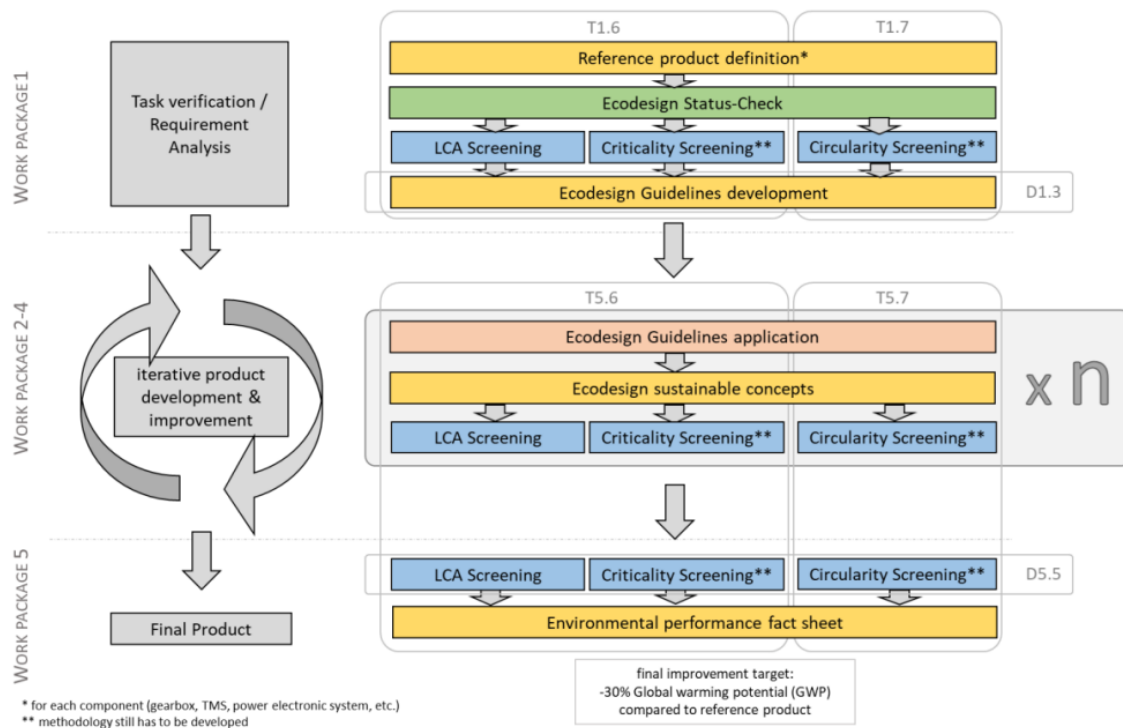 T1.6
T1.7
WORK PACKAGE1
Task verification /
Requirement
Analysis
Reference product definition*
Ecodesign Status-Check
LCA Screening
Criticality Screening**
Circularity Screening**
Ecodesign Guidelines development
D1.3
T5.6
T5.7
WORK PACKAGE 2-4
iterative product
development &
improvement
Ecodesign Guidelines application
Ecodesign sustainable concepts
LCA Screening
Criticality Screening**
Circularity Screening**
x n
WORK PACKAGE 5
LCA Screening
Criticality Screening**
Circularity Screening**
D5.5
Final Product
Environmental performance fact sheet
final improvement target:
-30% Global warming potential (GWP)
compared to reference product
* for each component (gearbox, TMS, power electronic system, etc.)
** methodology still has to be developed